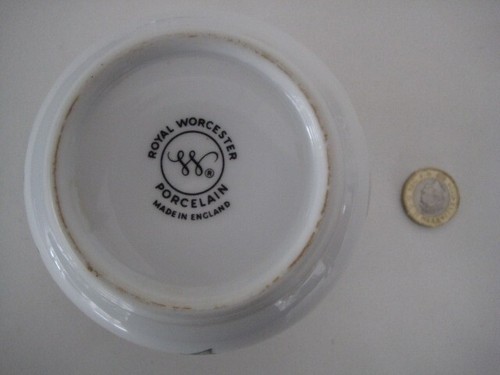 ROYAL WORCESTER
W®
PORCELAIN
MADE IN ENGLAND